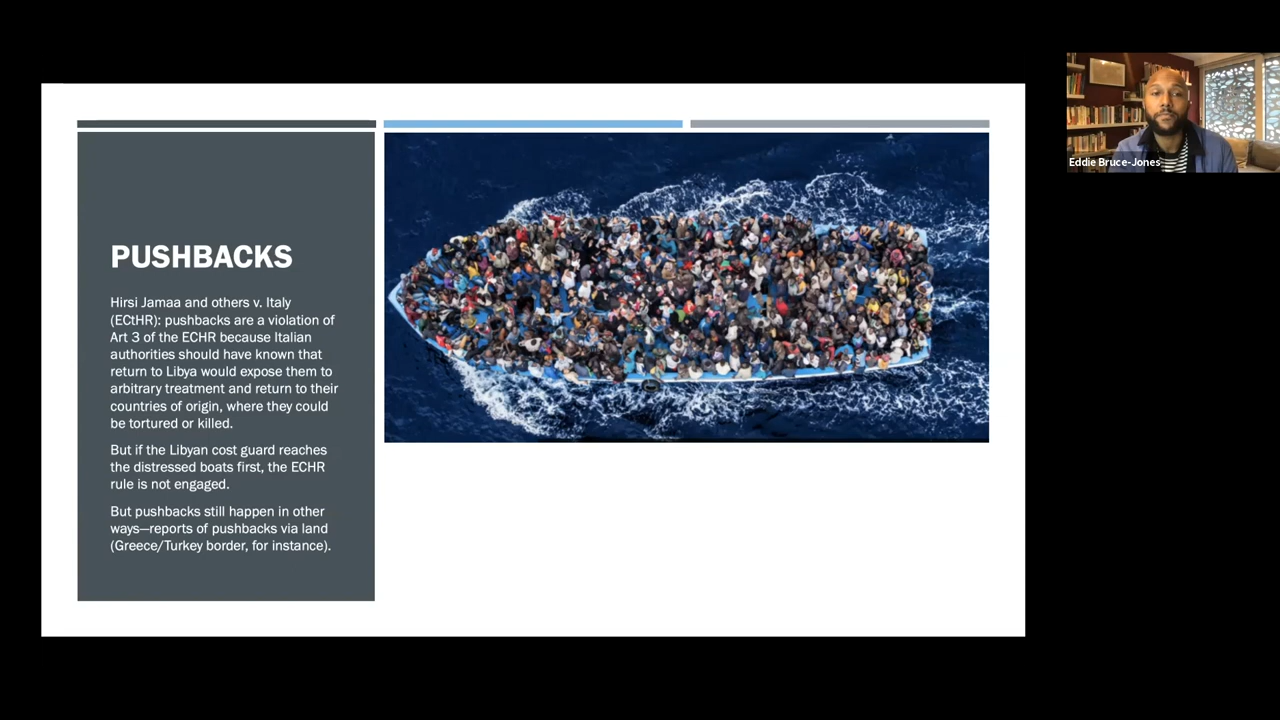 PUSHBACKS
Hirsi Jamaa and others v. Italy
(ECtHR): pushbacks are a violation of
Art 3 of the ECHR because Italian
authorities should have known that
return to Libya would expose them to
arbitrary treatment and return to their
countries of origin, where they could
be tortured or killed.
But if the Libyan cost guard reaches
the distressed boats first, the ECHR
rule is not engaged.
But pushbacks still happen in other
ways—reports of pushbacks via land
(Greece/Turkey border, for instance).
Eddie Bruce-Jones